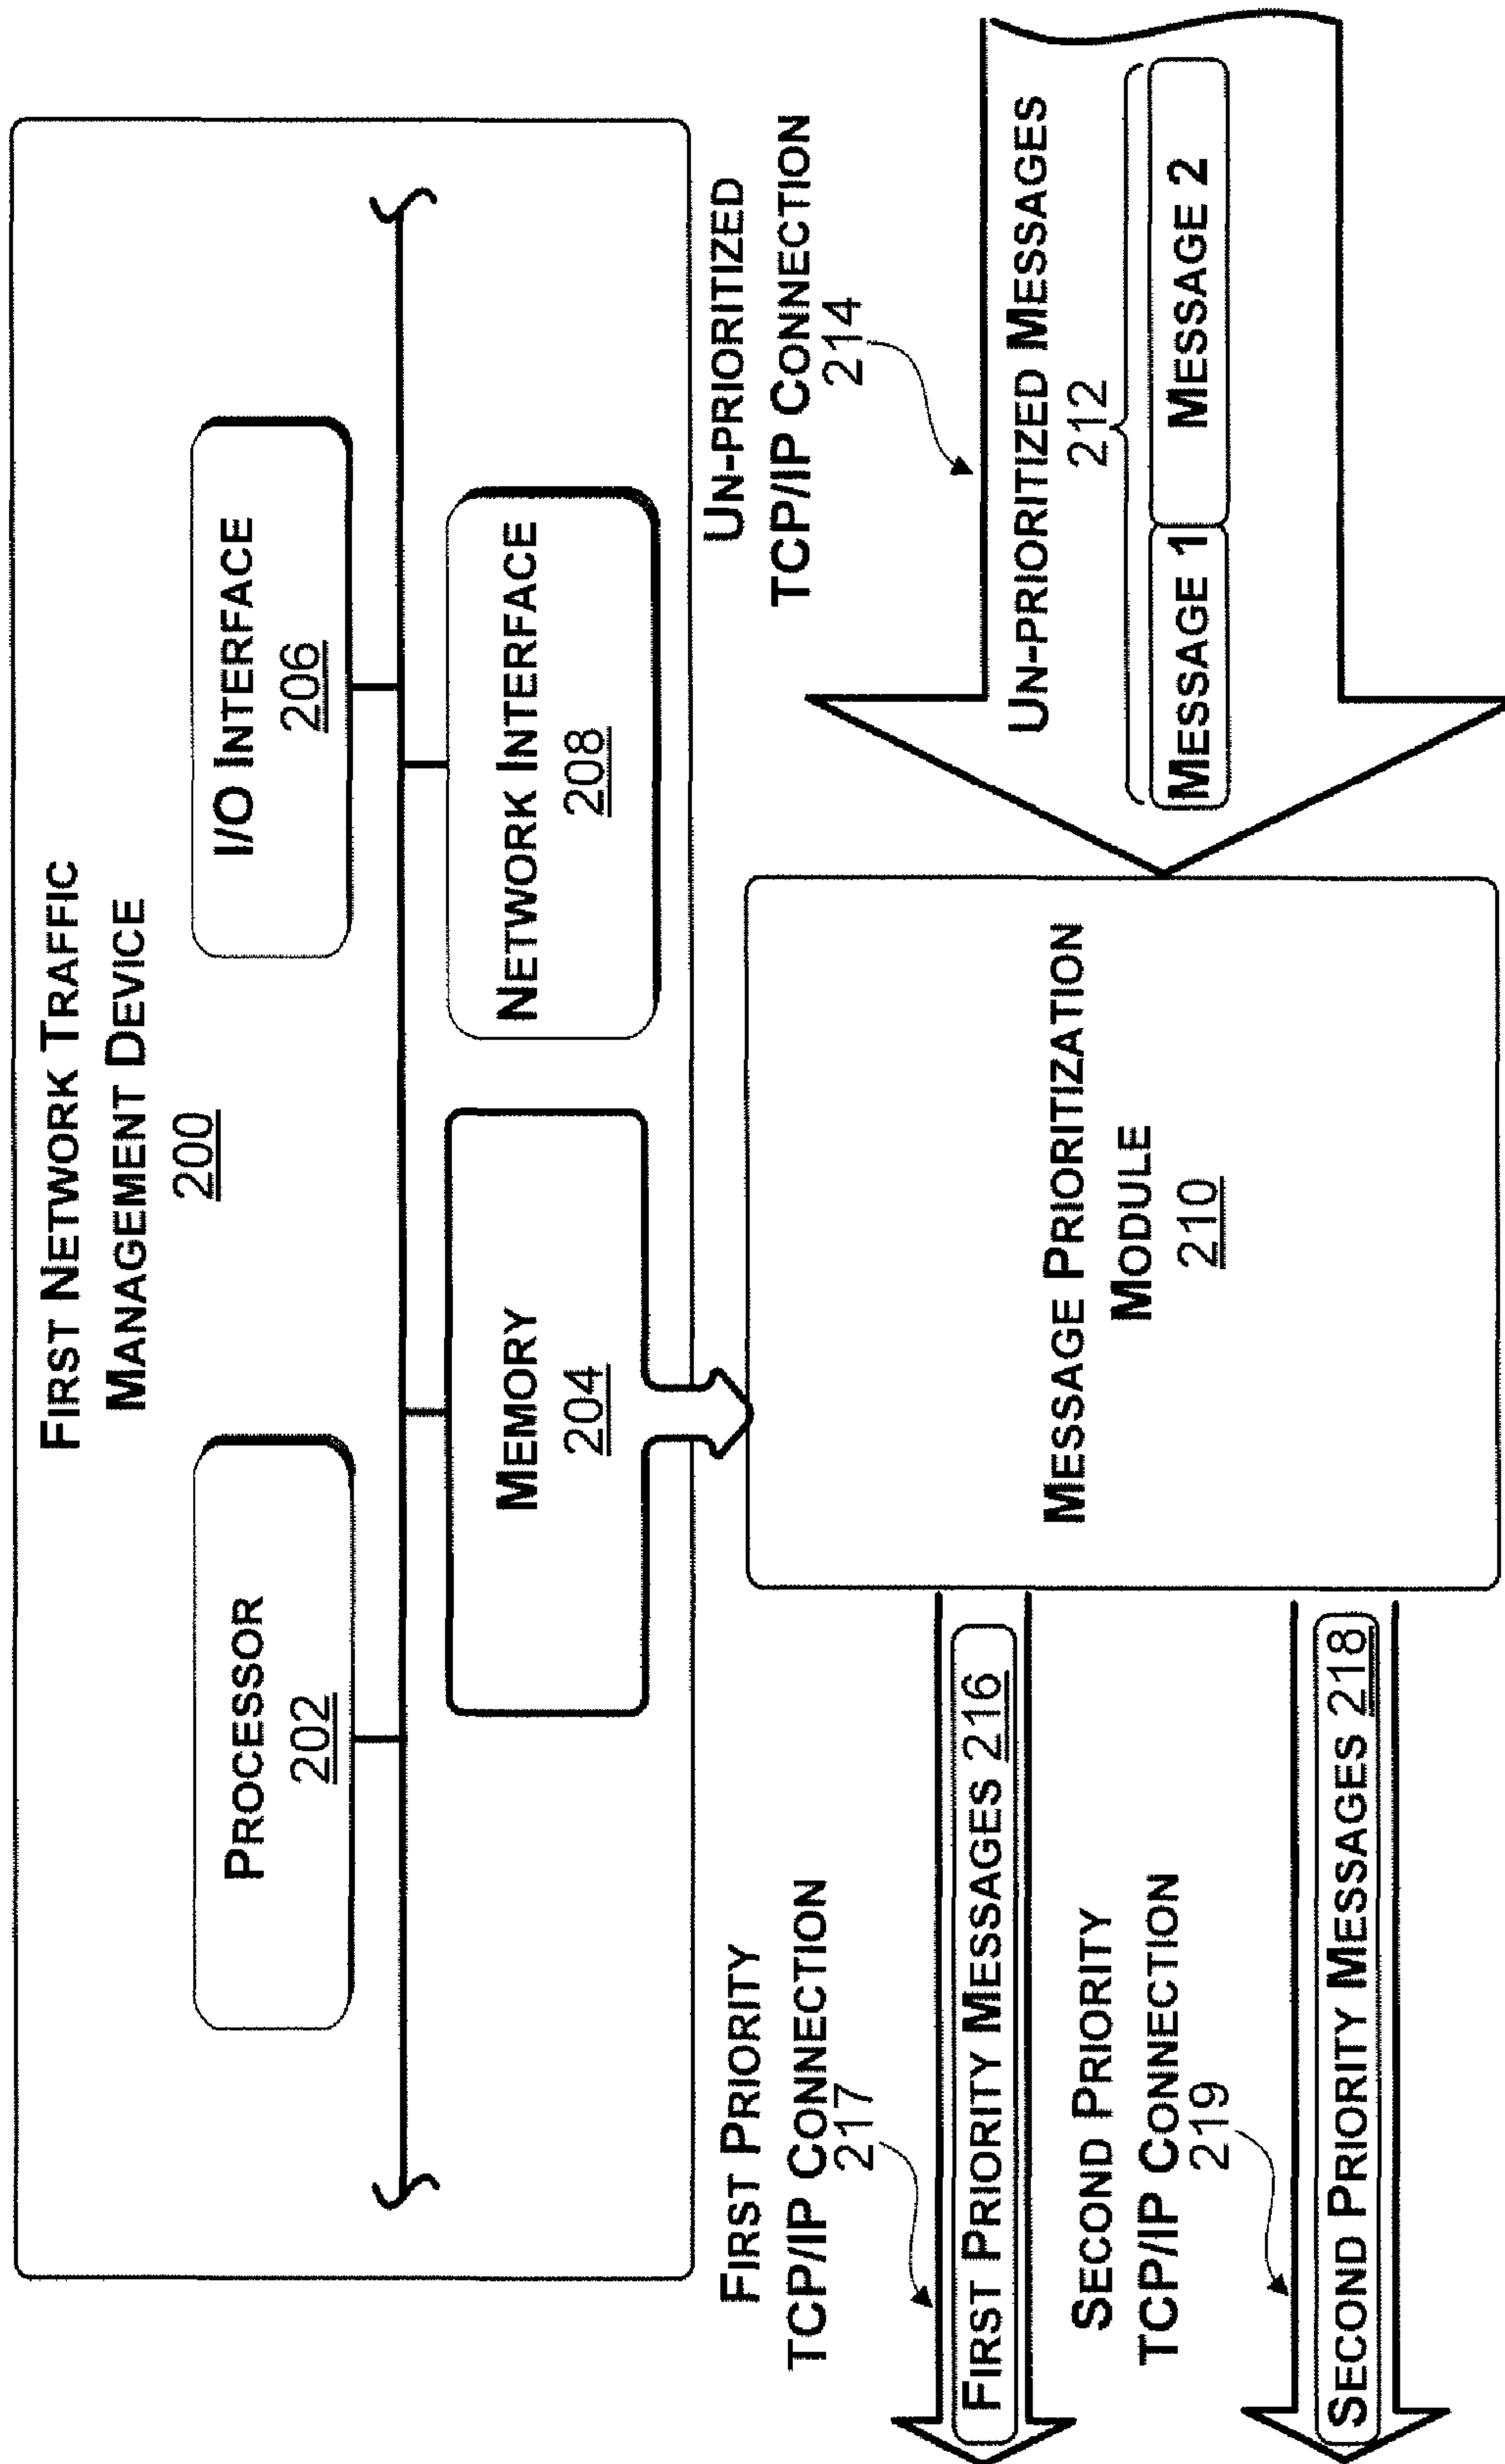 FIRST NETWORK TRAFFIC
MANAGEMENT DEVICE
200
PROCESSOR
202
I/O INTERFACE
206
MEMORY
204
NETWORK INTERFACE
208
FIRST PRIORITY
TCP/IP CONNECTION
217
FIRST PRIORITY MESSAGES 216
SECOND PRIORITY
TCP/IP CONNECTION
219
SECOND PRIORITY MESSAGES 218
MESSAGE PRIORITIZATION
MODULE
210
UN-PRIORITIZED
TCP/IP CONNECTION
214
UN-PRIORITIZED MESSAGES
212
MESSAGE 1
MESSAGE 2